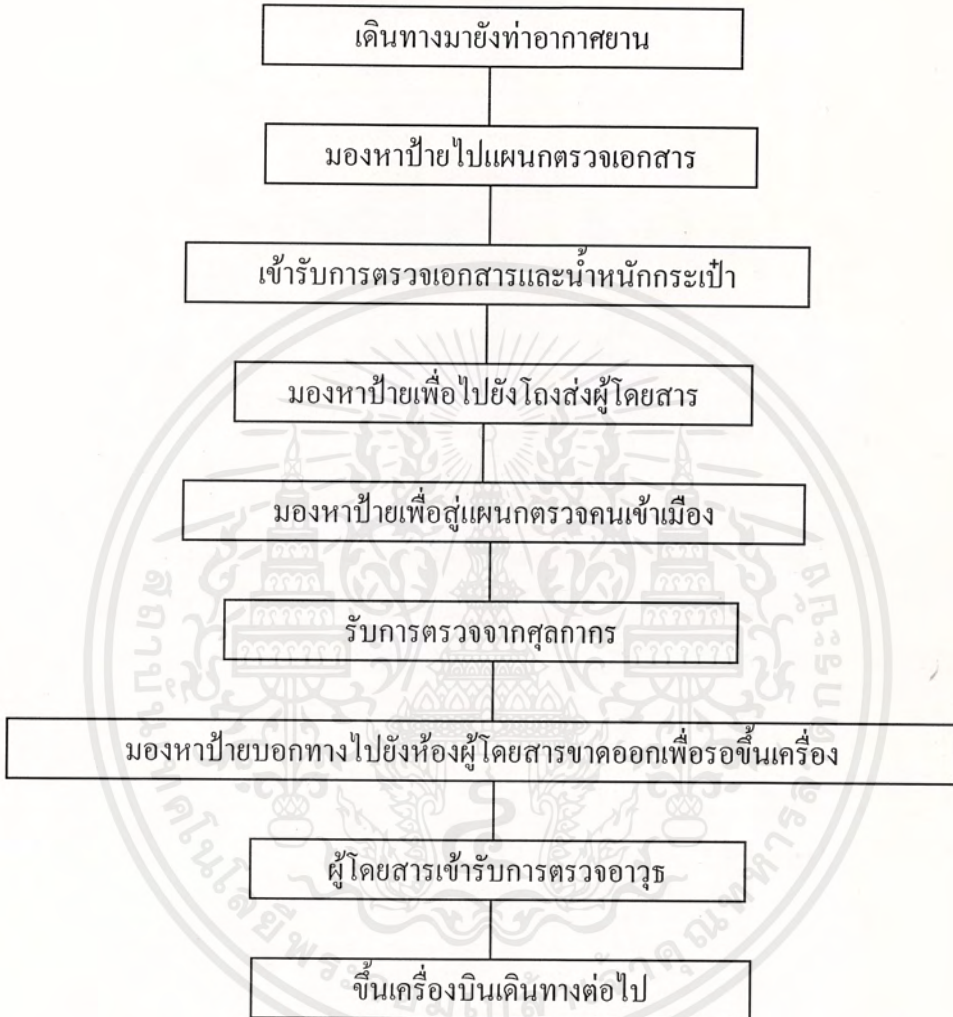 เดินทางมายังท่าอากาศยาน
มองหาป้ายไปแผนกตรวจเอกสาร
เข้ารับการตรวจเอกสารและน้ำหนักกระเป๋า
มองหาป้ายเพื่อไปยังโถงส่งผู้โดยสาร
มองหาป้ายเพื่อสู่แผนกตรวจคนเข้าเมือง
รับการตรวจจากศุลกากร
มองหาป้ายบอกทางไปยังห้องผู้โดยสารขาดออกเพื่อรอขึ้นเครื่อง
ผู้โดยสารเข้ารับการตรวจอาวุธ
ขึ้นเครื่องบินเดินทางต่อไป